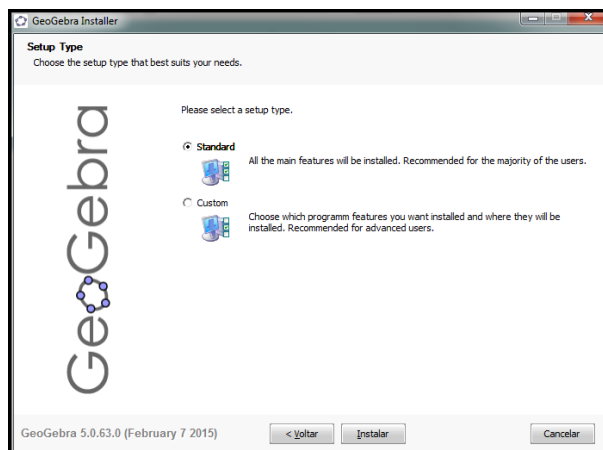 GeoGebra Installer
Setup Type
Choose the setup type that best suits your needs.
GeoGebra
Please select a setup type.
Standard
All the main features will be installed. Recommended for the majority of the users.
Custom
Choose which programm features you want installed and where they will be
installed. Recommended for advanced users.
GeoGebra 5.0.63.0 (February 7 2015)
< Voltar
Instalar
Cancelar